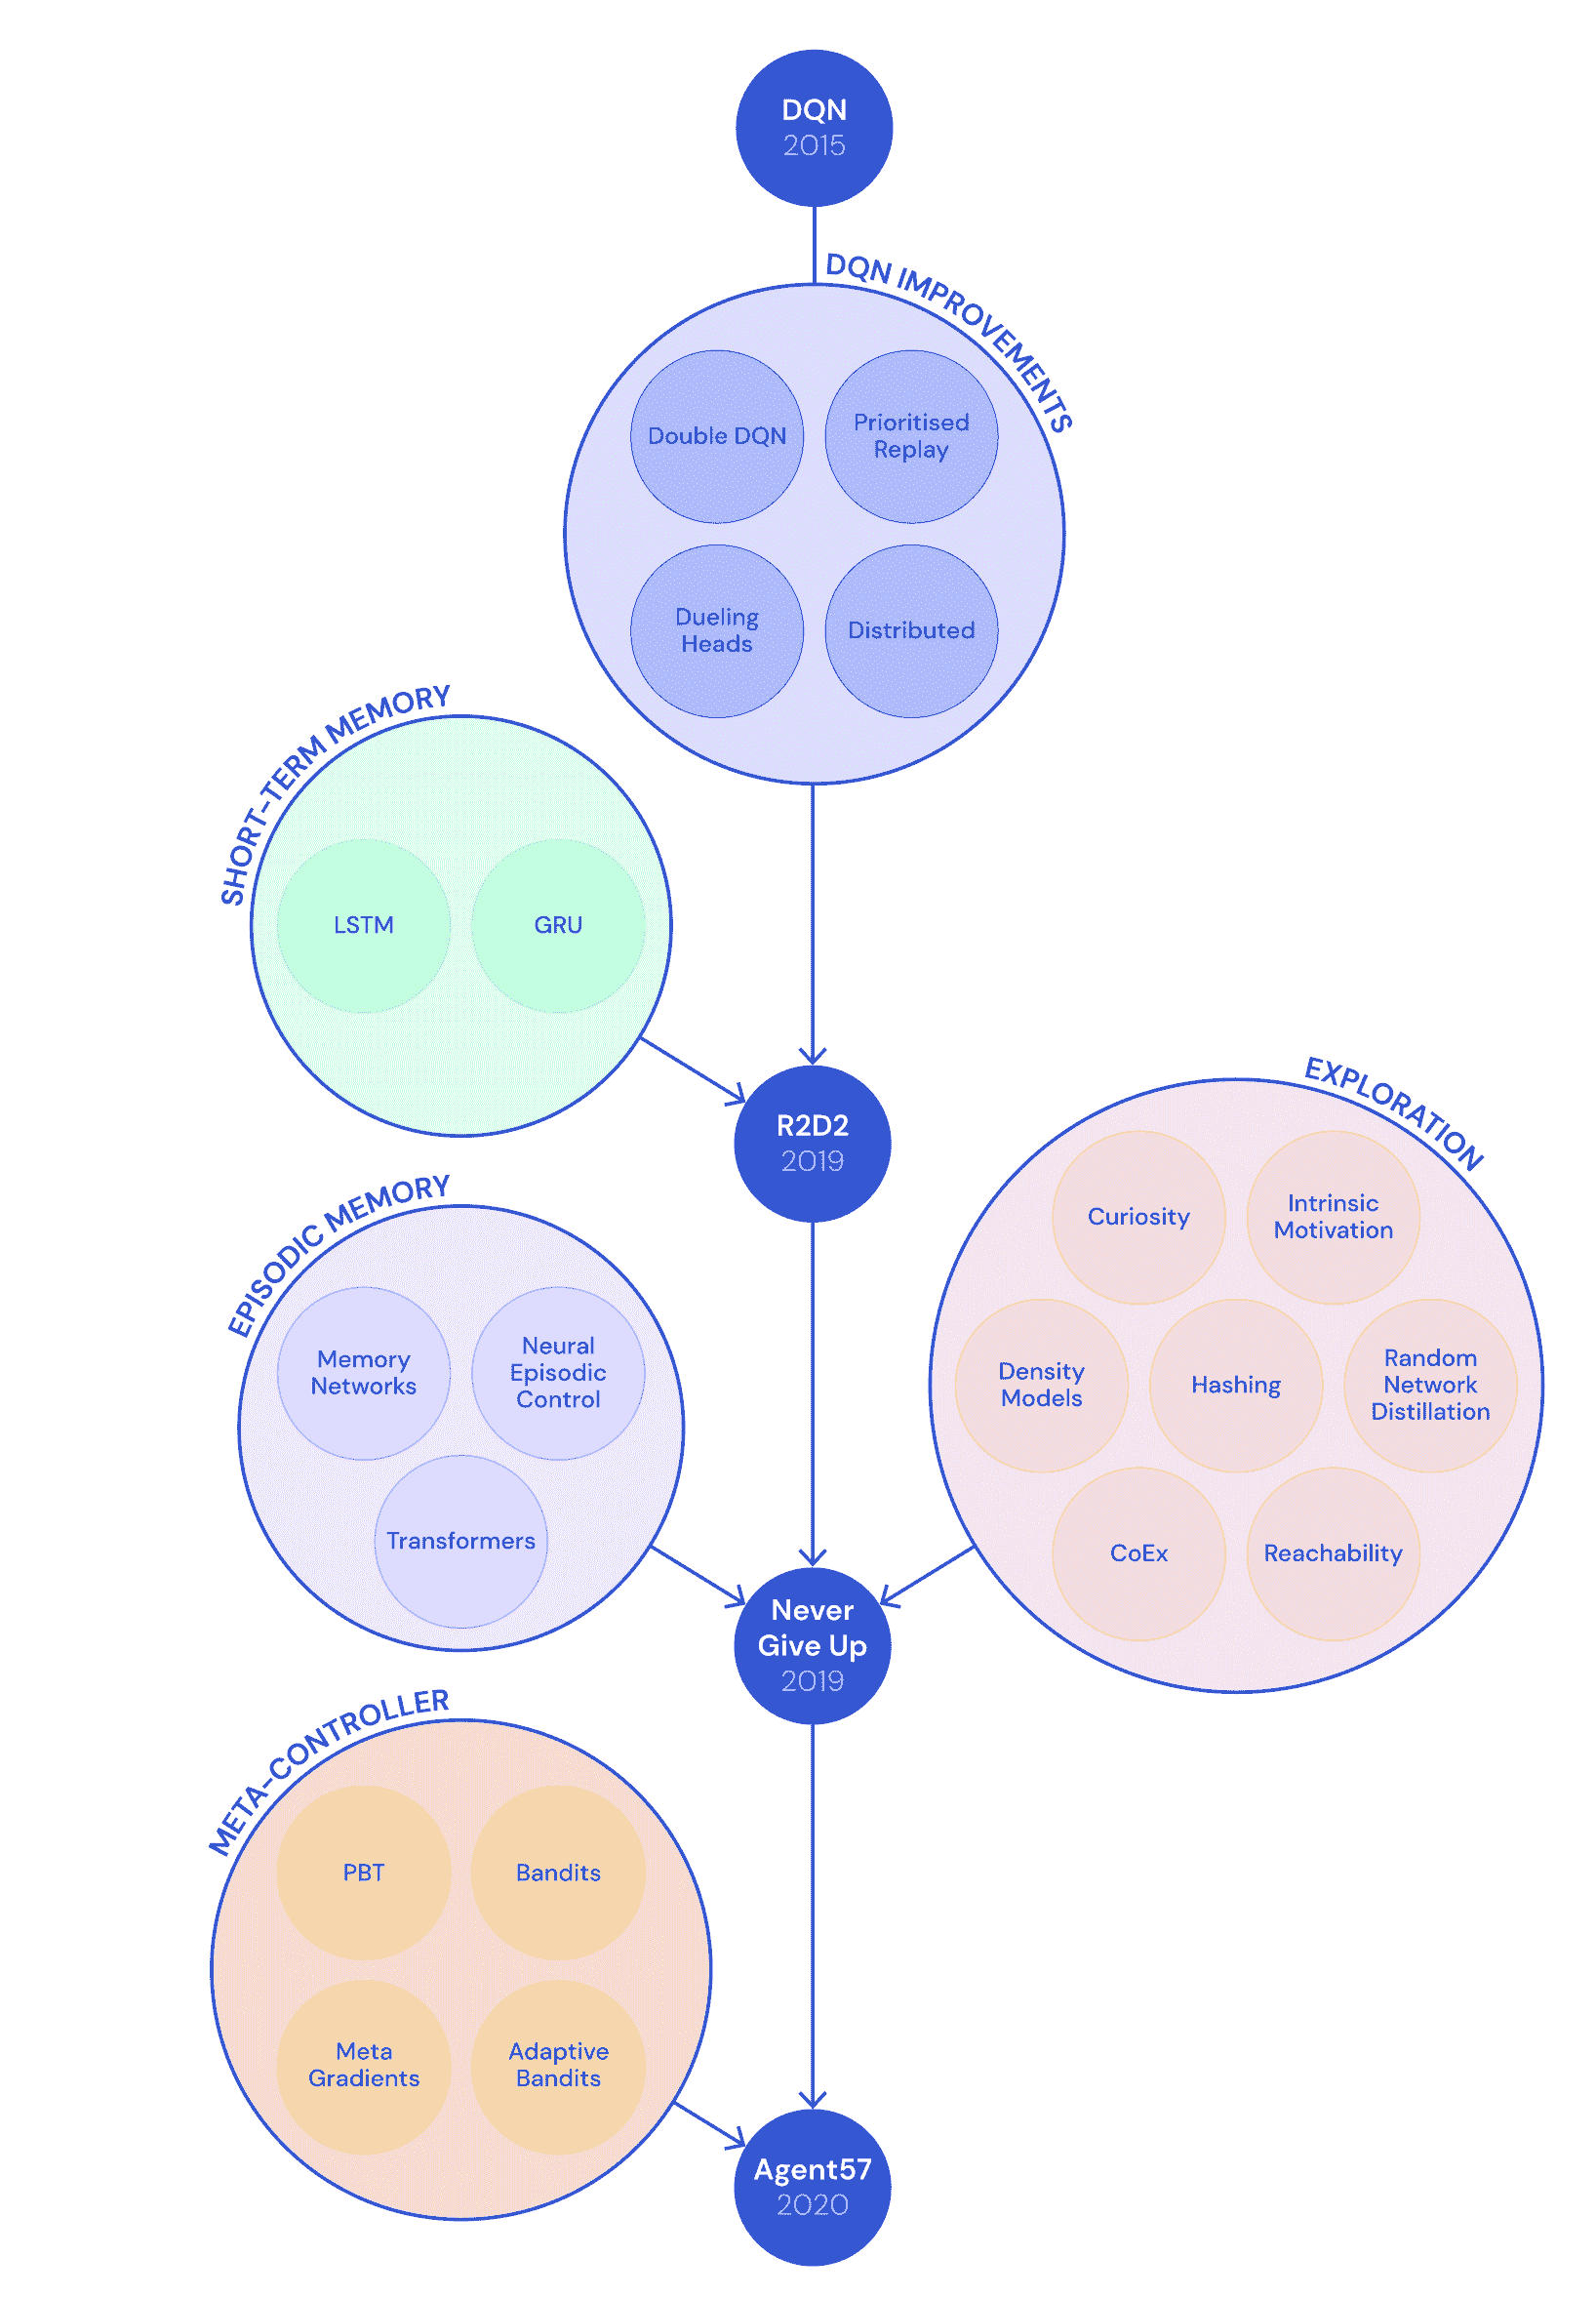 DQN
2015
DQN IMPROVEMENTS
Double DQN
Prioritised
Replay
Dueling
Heads
Distributed
SHORT-TERM MEMORY
LSTM
GRU
R2D2
2019
EXPLORATION
Curiosity
Intrinsic
Motivation
Density
Models
Hashing
Random
Network
Distillation
CoEx
Reachability
EPISODIC MEMORY
Memory
Networks
Neural
Episodic
Control
Transformers
Never
Give Up
2019
META-CONTROLLER
PBT
Bandits
Meta
Gradients
Adaptive
Bandits
Agent57
2020